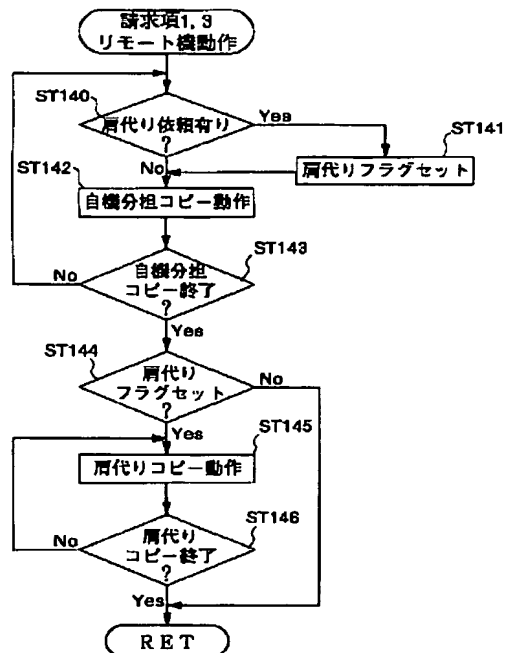 請求項1, 3
リモート機動作
ST140
肩代り依頼有り
?
Yes
ST141
肩代りフラグセット
No
ST142
自機分担コピー動作
ST143
自機分担
コピー終了
?
No
Yes
ST144
肩代り
フラグセット
?
No
Yes
ST145
肩代りコピー動作
ST146
肩代り
コピー終了
?
No
Yes
RET